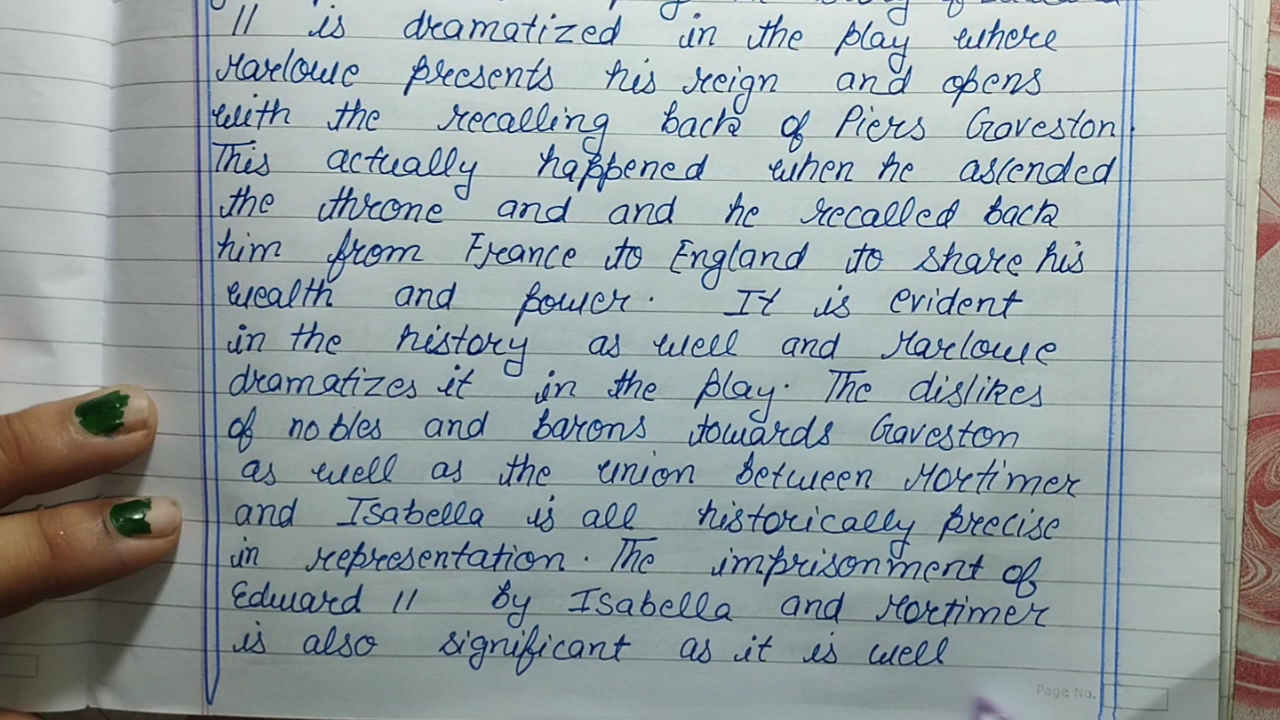 II is dramatized in the play where
Marlowe presents his reign and opens
with the recalling back of Piers Gaveston
This actually happened when he ascended
the throne and and he recalled back
him from France to England to share his
wealth and power. It is evident
in the history as well and Marlowe
dramatizes it in the play. The dislikes
of nobles and barons towards Gaveston
as well as the union between Mortimer
and Isabella is all historically precise
in representation. The imprisonment of
Edward II by Isabella and Mortimer
is also significant as it is well
Page No.